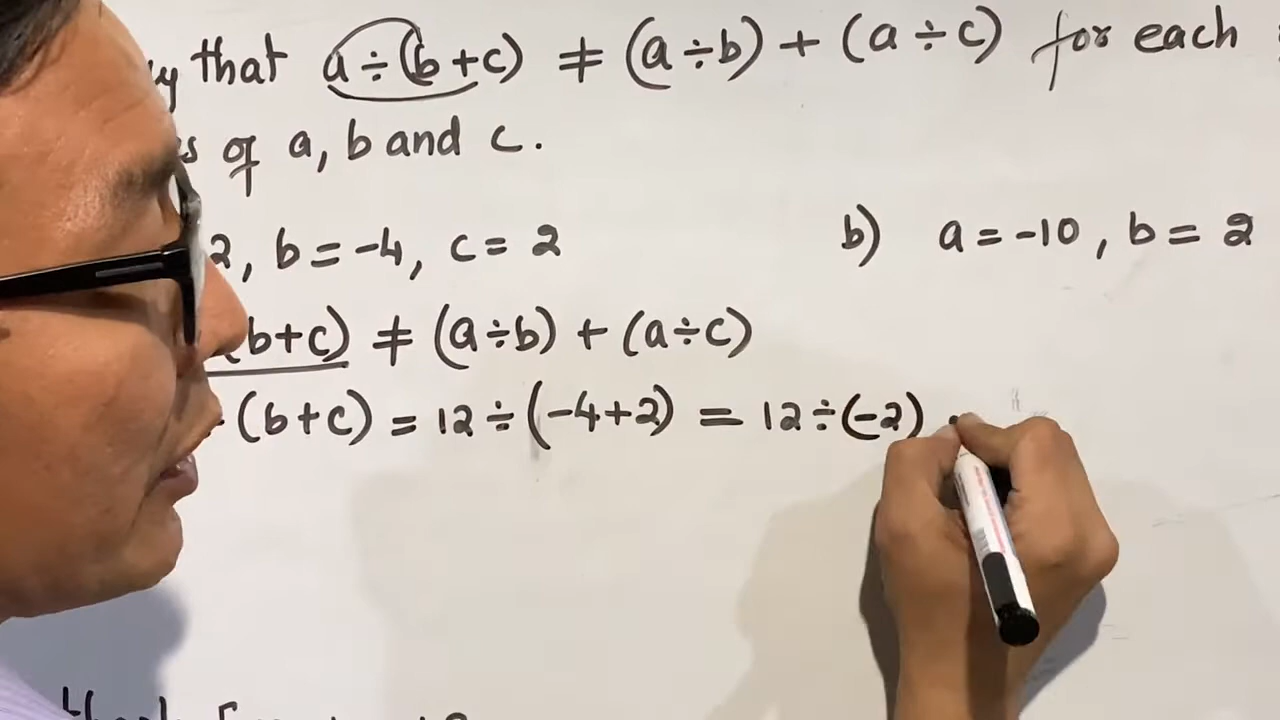 that a ÷ (b + c) ≠ (a ÷ b) + (a ÷ c) for each
of a, b and c.
2, b = -4, c = 2
b) a = -10, b = 2
(b+c) ≠ (a÷b) + (a÷c)
(b+c) = 12 ÷ (-4+2) = 12 ÷ (-2)